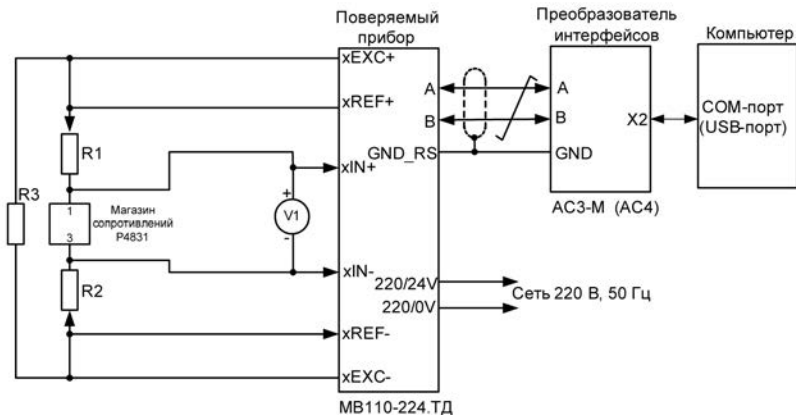 Поверяемый
прибор
Преобразователь
интерфейсов
Компьютер
xEXC+
xREF+
A
B
GND_RS
A
B
X2
GND
COM-порт
(USB-порт)
R1
xIN+
R3
1
3
Магазин
сопротивлений
Р4831
+
V1
-
АС3-М (АС4)
xIN-
R2
220/24V
220/0V
Сеть 220 В, 50 Гц
xREF-
xEXC-
МВ110-224.ТД